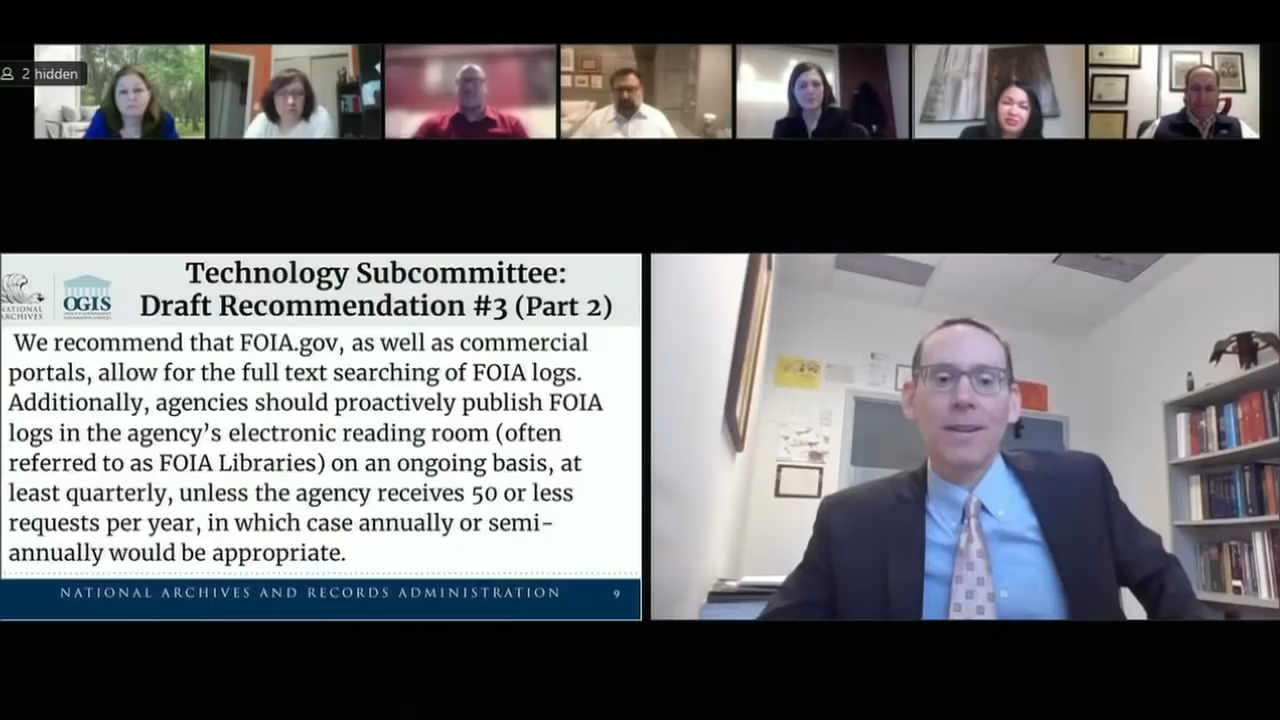 2 hidden
NATIONAL
ARCHIVES
OGIS
Technology Subcommittee:
Draft Recommendation #3 (Part 2)
We recommend that FOIA.gov, as well as commercial
portals, allow for the full text searching of FOIA logs.
Additionally, agencies should proactively publish FOIA
logs in the agency’s electronic reading room (often
referred to as FOIA Libraries) on an ongoing basis, at
least quarterly, unless the agency receives 50 or less
requests per year, in which case annually or semi-
annually would be appropriate.
NATIONAL ARCHIVES AND RECORDS ADMINISTRATION
9